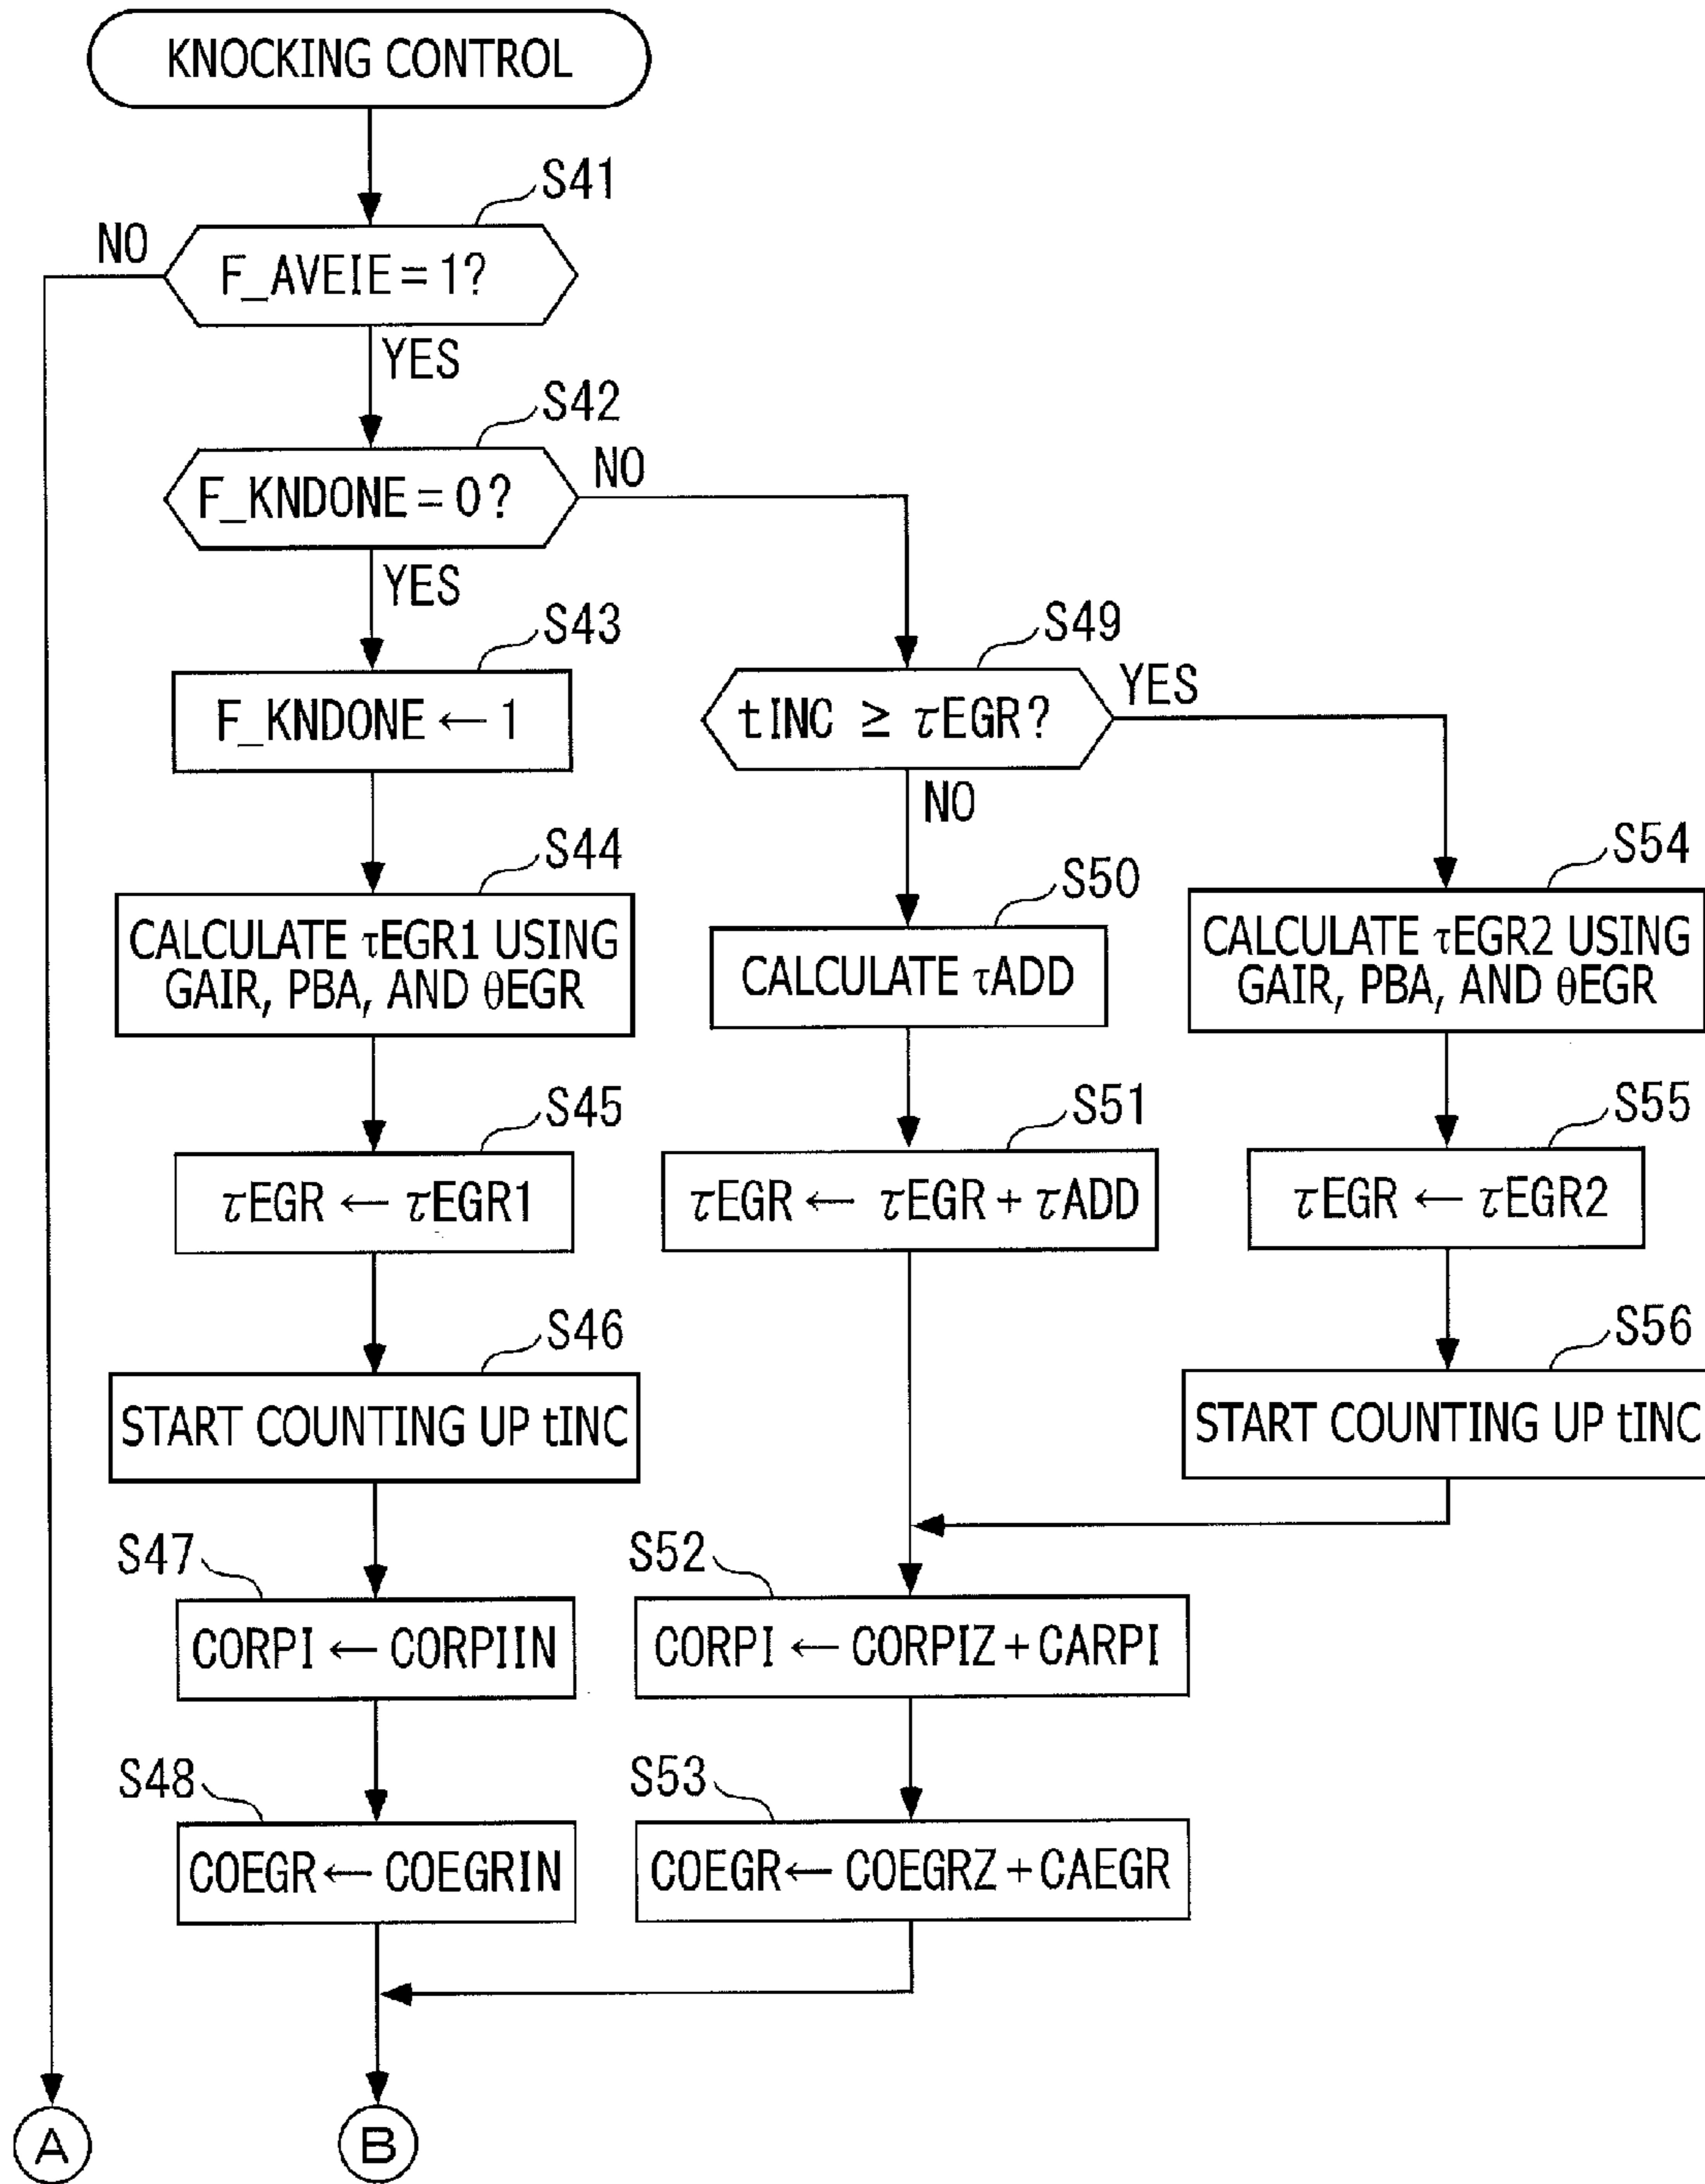 KNOCKING CONTROL
S41
NO
F_AVEIE = 1?
YES
S42
F_KNDONE = 0?
NO
YES
S43
F_KNDONE ← 1
S49
tINC ≥ τEGR?
YES
NO
S44
CALCULATE τEGR1 USING
GAIR, PBA, AND θEGR
S50
CALCULATE τADD
S54
CALCULATE τEGR2 USING
GAIR, PBA, AND θEGR
S45
τEGR ← τEGR1
S51
τEGR ← τEGR + τADD
S55
τEGR ← τEGR2
S46
START COUNTING UP tINC
S56
START COUNTING UP tINC
S47
CORPI ← CORPIIN
S52
CORPI ← CORPIZ + CARPI
S48
COEGR ← COEGRIN
S53
COEGR ← COEGRZ + CAEGR
A
B